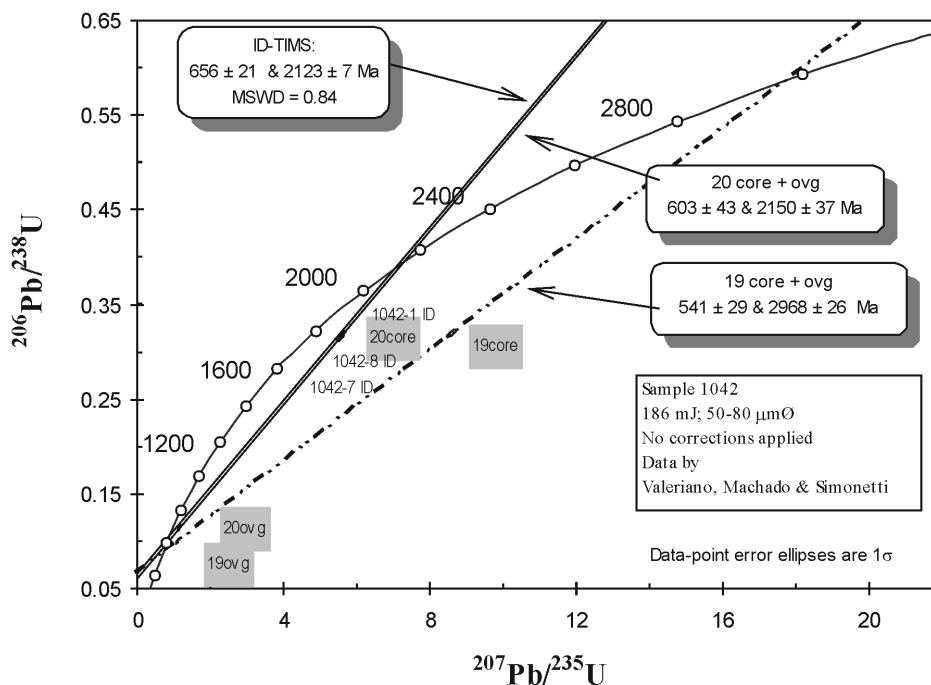 0.65
0.55
0.45
0.35
0.25
0.15
0.05
206Pb/238U
ID-TIMS:
656 ± 21 & 2123 ± 7 Ma
MSWD = 0.84
2800
2400
2000
1600
1200
20 core + ovg
603 ± 43 & 2150 ± 37 Ma
19 core + ovg
541 ± 29 & 2968 ± 26 Ma
1042-1 ID
20core
19core
1042-8 ID
1042-7 ID
20ovg
19ovg
Sample 1042
186 mJ; 50-80 µmØ
No corrections applied
Data by
Valeriano, Machado & Simonetti
Data-point error ellipses are 1σ
0 4 8 12 16 20
207Pb/235U